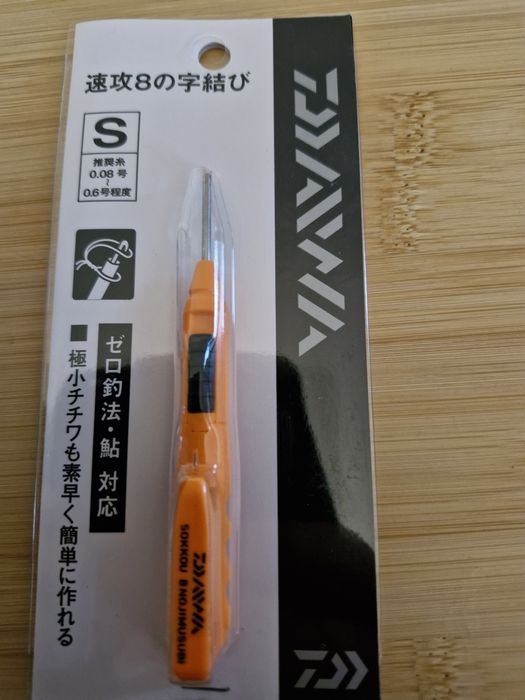 速攻8の字結び
S
推奨糸
0.08号
~
0.6号程度
ゼロ釣法・鮎 対応
■ 極小チチワも素早く簡単に作れる
DAIWA
DAIWA
SOKKOU 8 NOJIMUSUBI